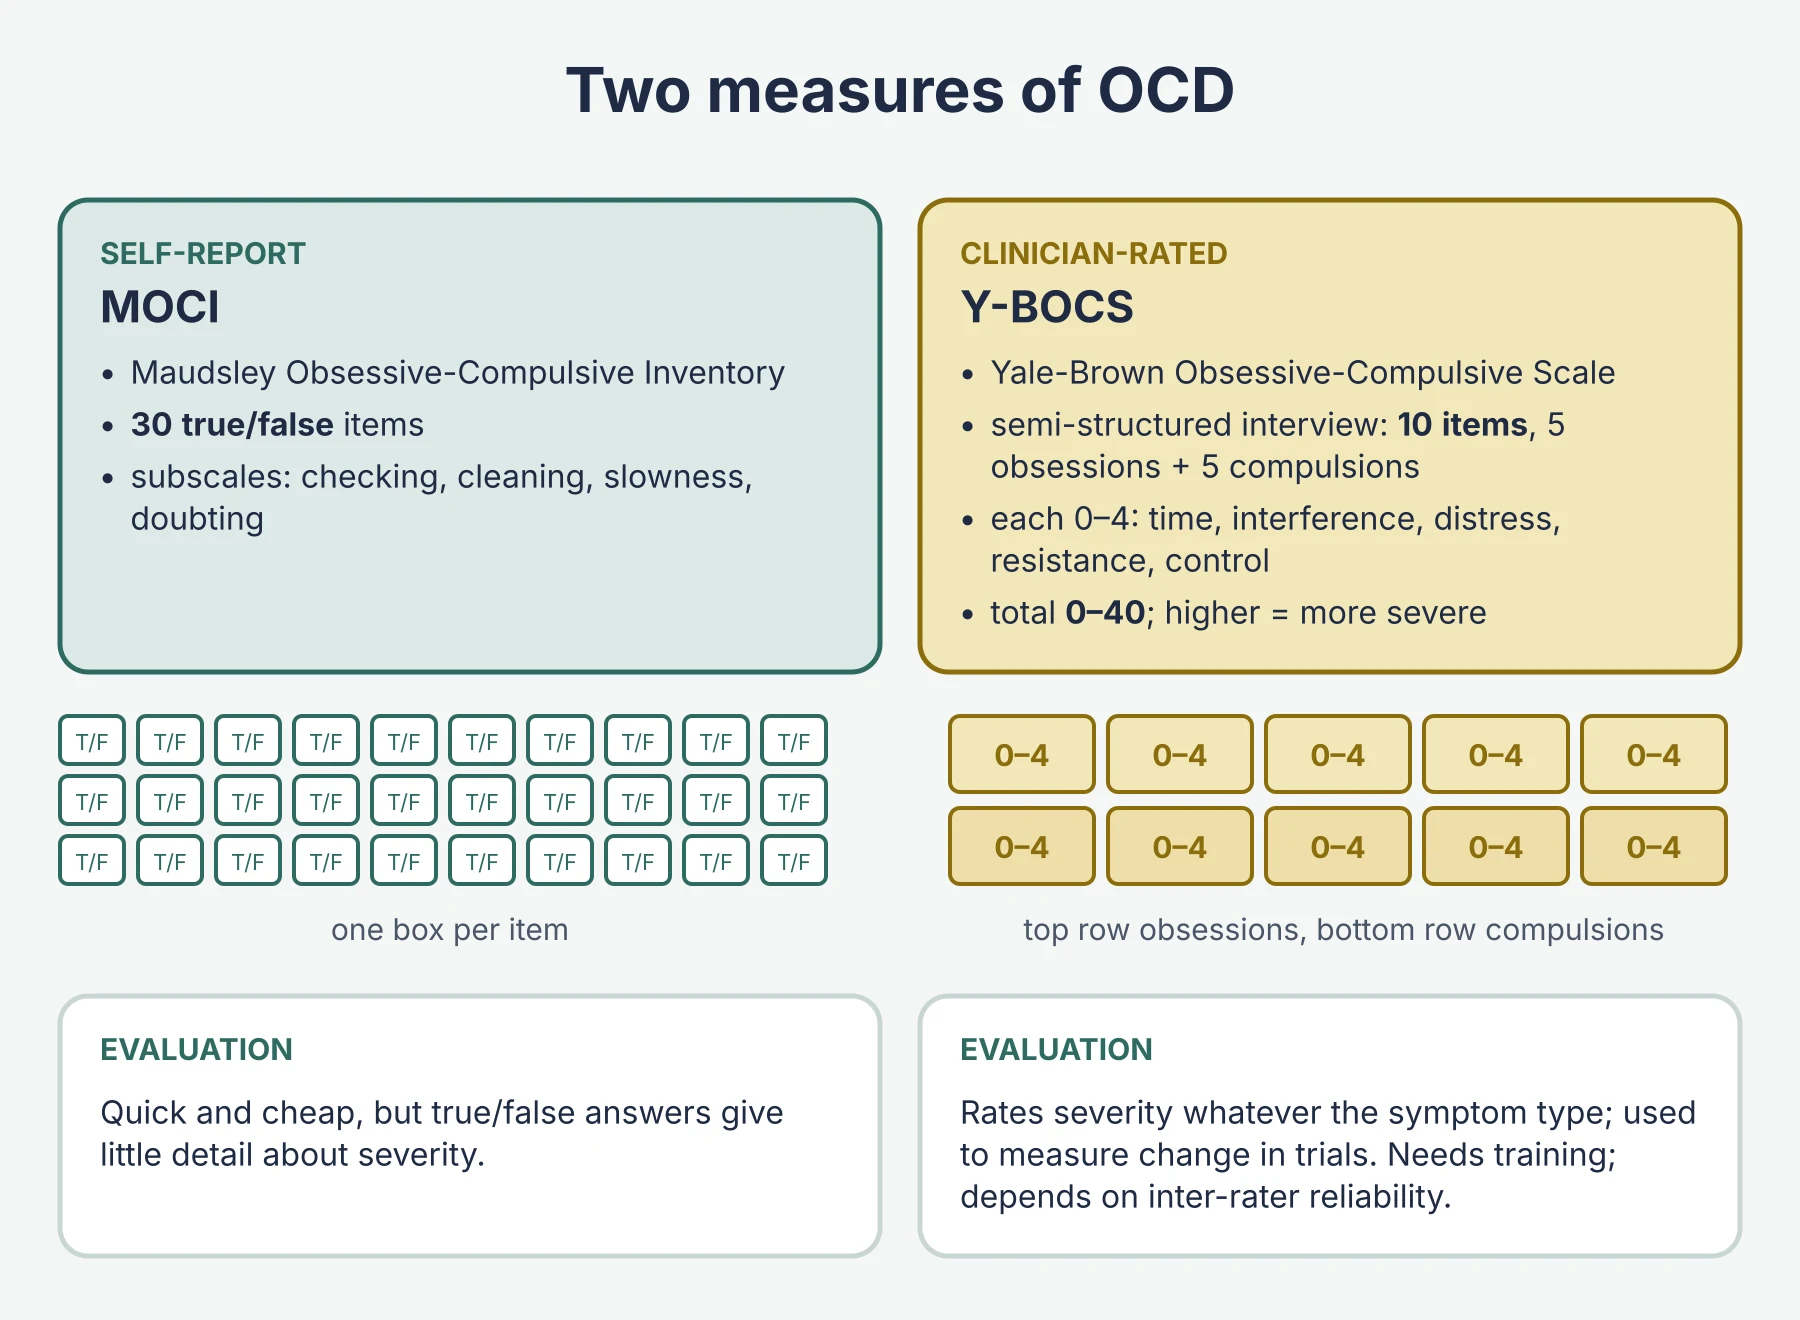 Two measures of OCD
SELF-REPORT
MOCI
• Maudsley Obsessive-Compulsive Inventory
• 30 true/false items
• subscales: checking, cleaning, slowness,
doubting
CLINICIAN-RATED
Y-BOCS
• Yale-Brown Obsessive-Compulsive Scale
• semi-structured interview: 10 items, 5
obsessions + 5 compulsions
• each 0–4: time, interference, distress,
resistance, control
• total 0–40; higher = more severe
T/F T/F T/F T/F T/F T/F T/F T/F T/F T/F
T/F T/F T/F T/F T/F T/F T/F T/F T/F T/F
T/F T/F T/F T/F T/F T/F T/F T/F T/F T/F
one box per item
0–4 0–4 0–4 0–4 0–4
0–4 0–4 0–4 0–4 0–4
top row obsessions, bottom row compulsions
EVALUATION
Quick and cheap, but true/false answers give
little detail about severity.
EVALUATION
Rates severity whatever the symptom type; used
to measure change in trials. Needs training;
depends on inter-rater reliability.